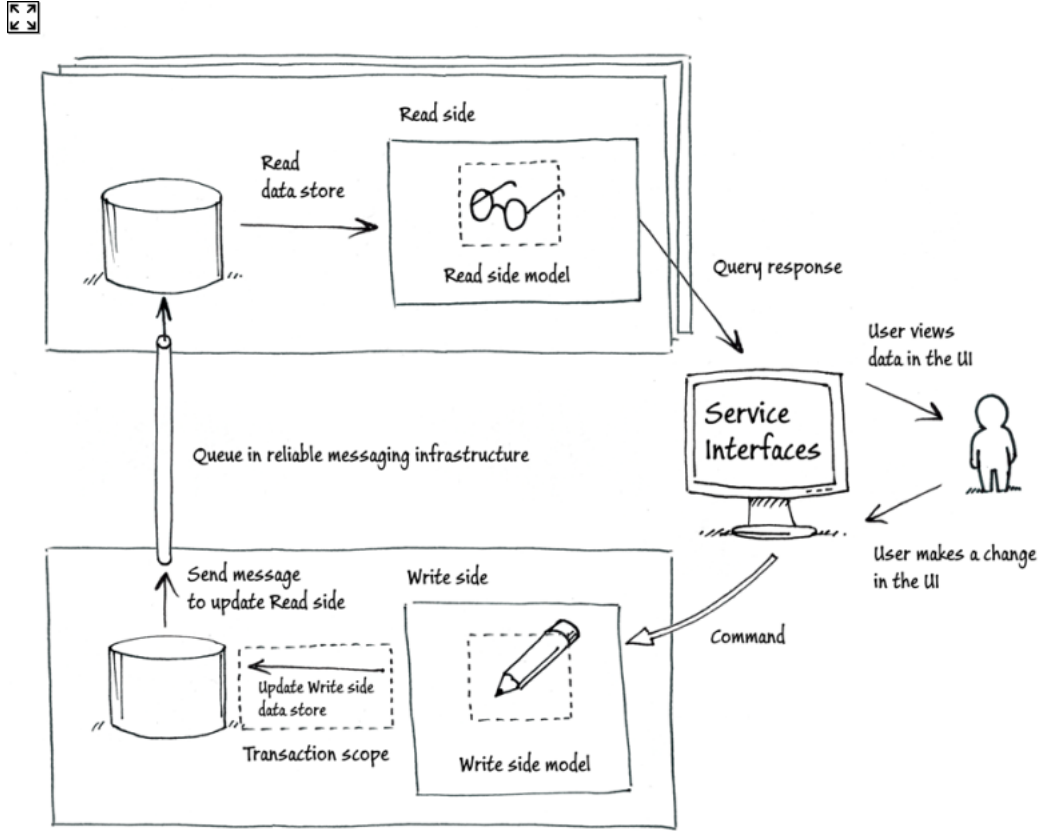 Read side
Read
data store
Read side model
Query response
User views
data in the UI
Service
Interfaces
Queue in reliable messaging infrastructure
User makes a change
in the UI
Send message
to update Read side
Write side
Command
Update Write side
data store
Transaction scope
Write side model